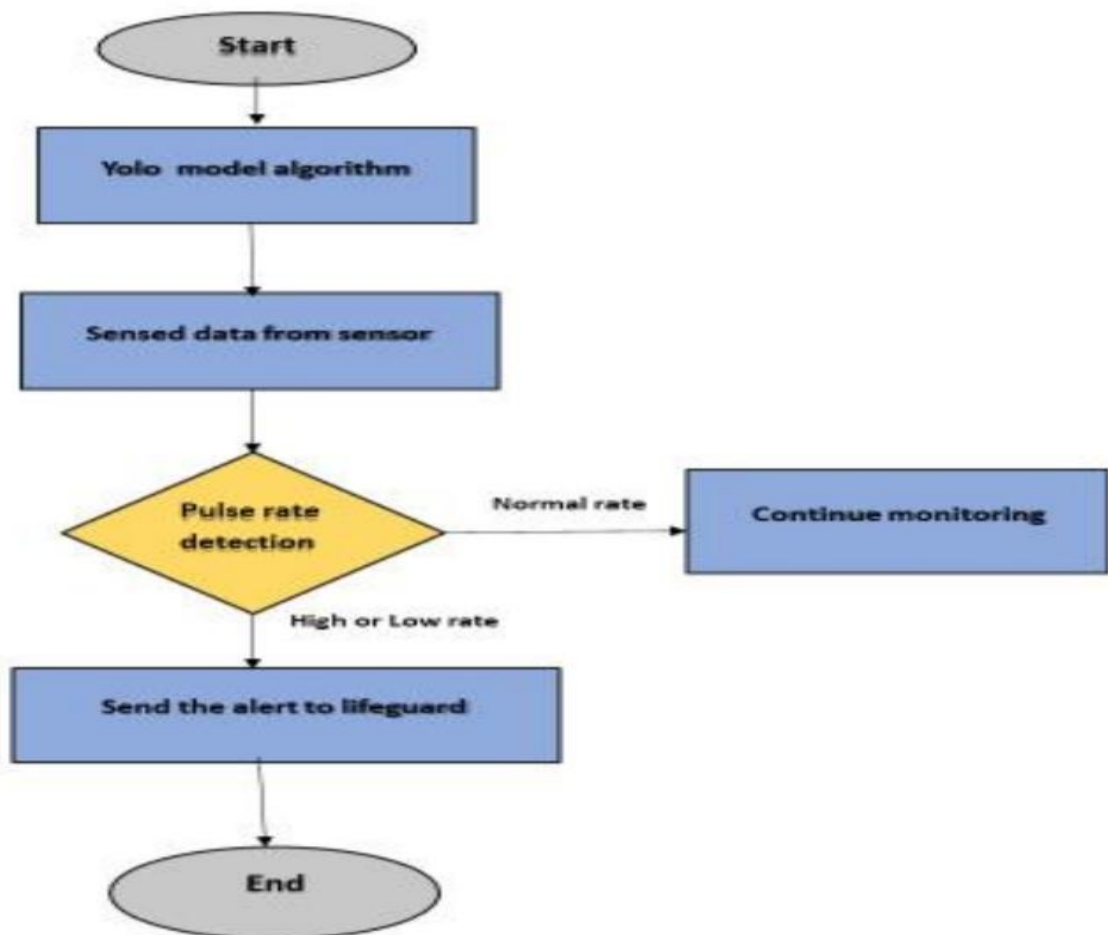 Start
Yolo model algorithm
Sensed data from sensor
Pulse rate
detection
Normal rate
Continue monitoring
High or Low rate
Send the alert to lifeguard
End